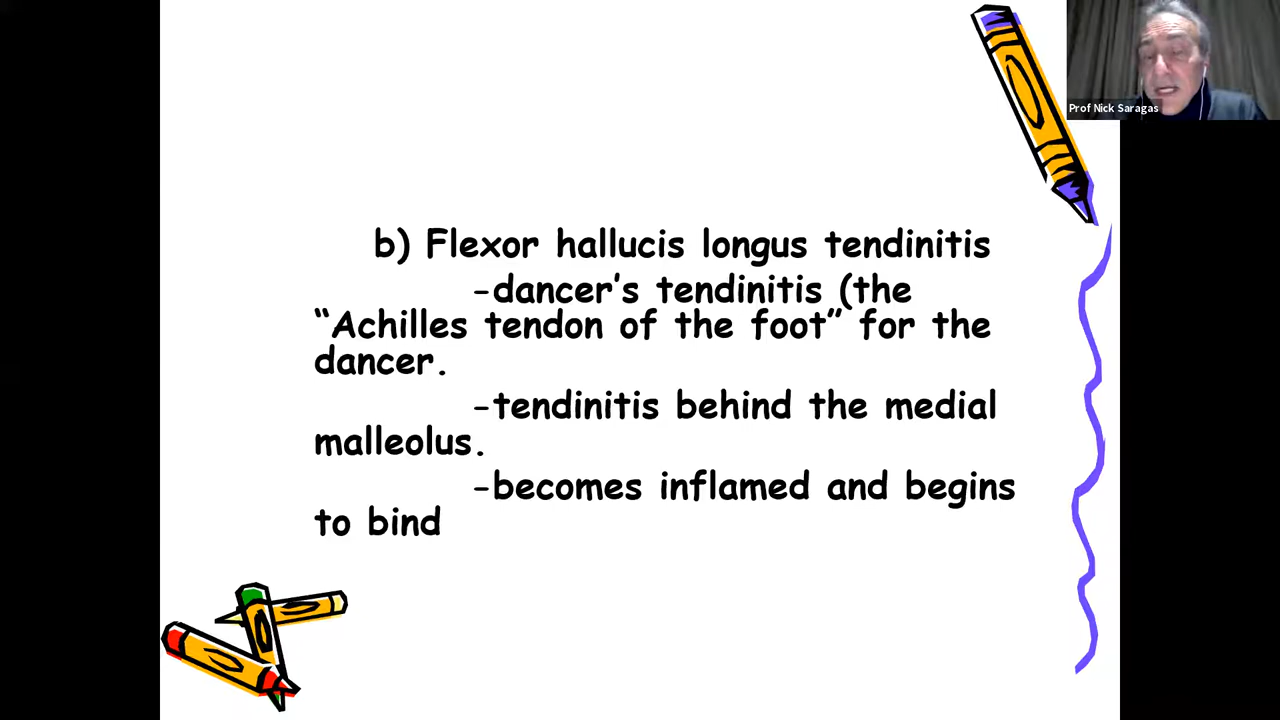 Prof Nick Saragas
b) Flexor hallucis longus tendinitis
-dancer’s tendinitis (the
“Achilles tendon of the foot” for the
dancer.
-tendinitis behind the medial
malleolus.
-becomes inflamed and begins
to bind